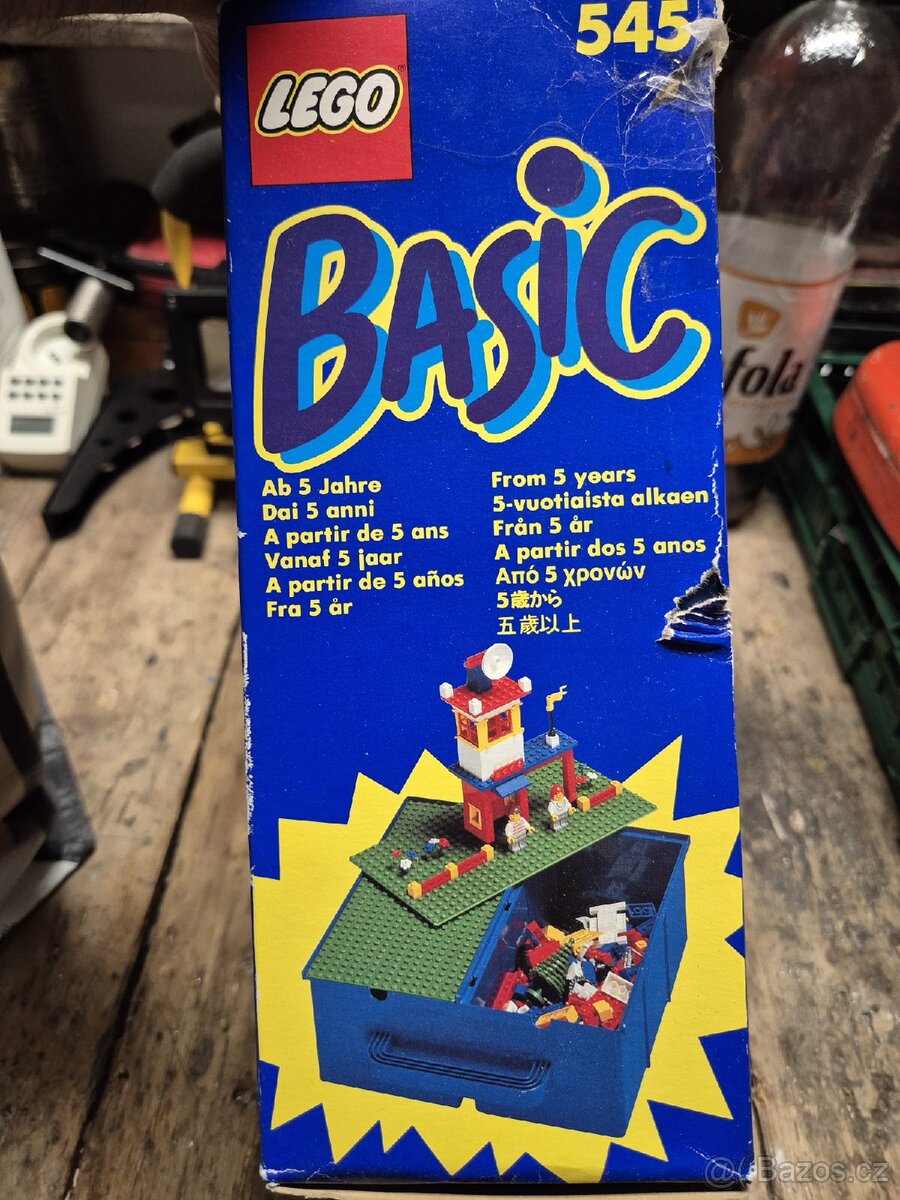 545
LEGO
BASIC
Ab 5 Jahre
Dai 5 anni
A partir de 5 ans
Vanaf 5 jaar
A partir de 5 años
Fra 5 år
From 5 years
5-vuotiaista alkaen
Från 5 år
A partir dos 5 anos
Από 5 χρονών
5歳から
五歲以上
fola
Bazos.cz